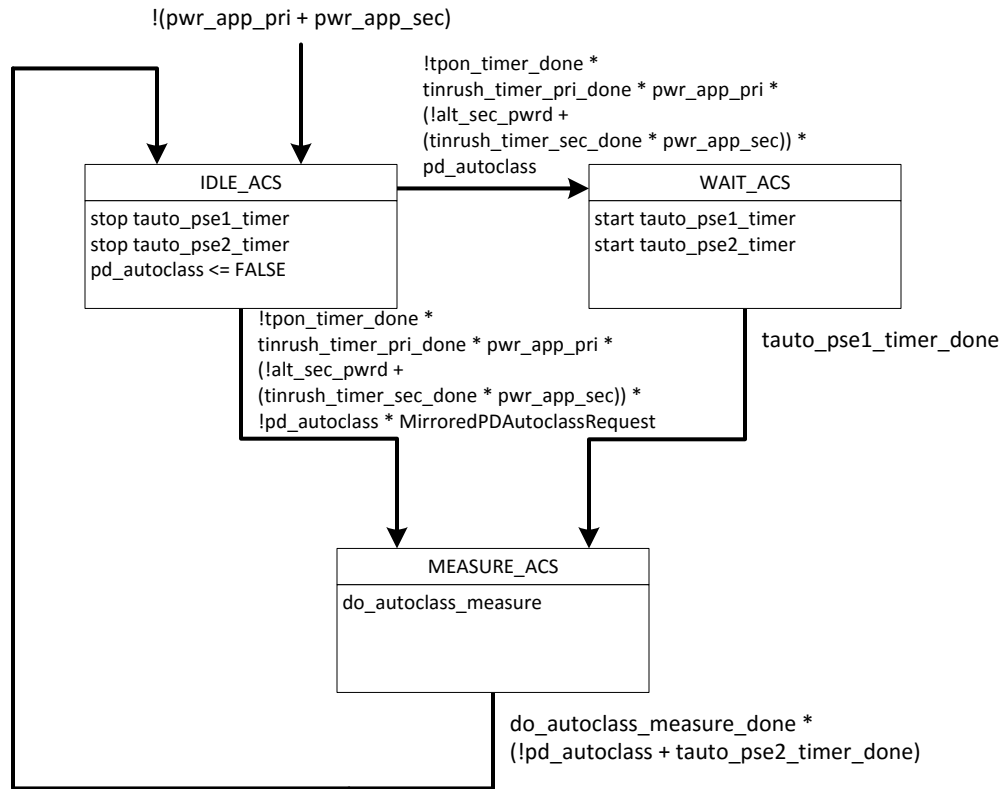 !(pwr_app_pri + pwr_app_sec)
!tpon_timer_done *
tinrush_timer_pri_done * pwr_app_pri *
(!alt_sec_pwrd +
(tinrush_timer_sec_done * pwr_app_sec)) *
pd_autoclass
IDLE_ACS
stop tauto_pse1_timer
stop tauto_pse2_timer
pd_autoclass <= FALSE
WAIT_ACS
start tauto_pse1_timer
start tauto_pse2_timer
!tpon_timer_done *
tinrush_timer_pri_done * pwr_app_pri *
(!alt_sec_pwrd +
(tinrush_timer_sec_done * pwr_app_sec)) *
!pd_autoclass * MirroredPDAutoclassRequest
tauto_pse1_timer_done
MEASURE_ACS
do_autoclass_measure
do_autoclass_measure_done *
(!pd_autoclass + tauto_pse2_timer_done)